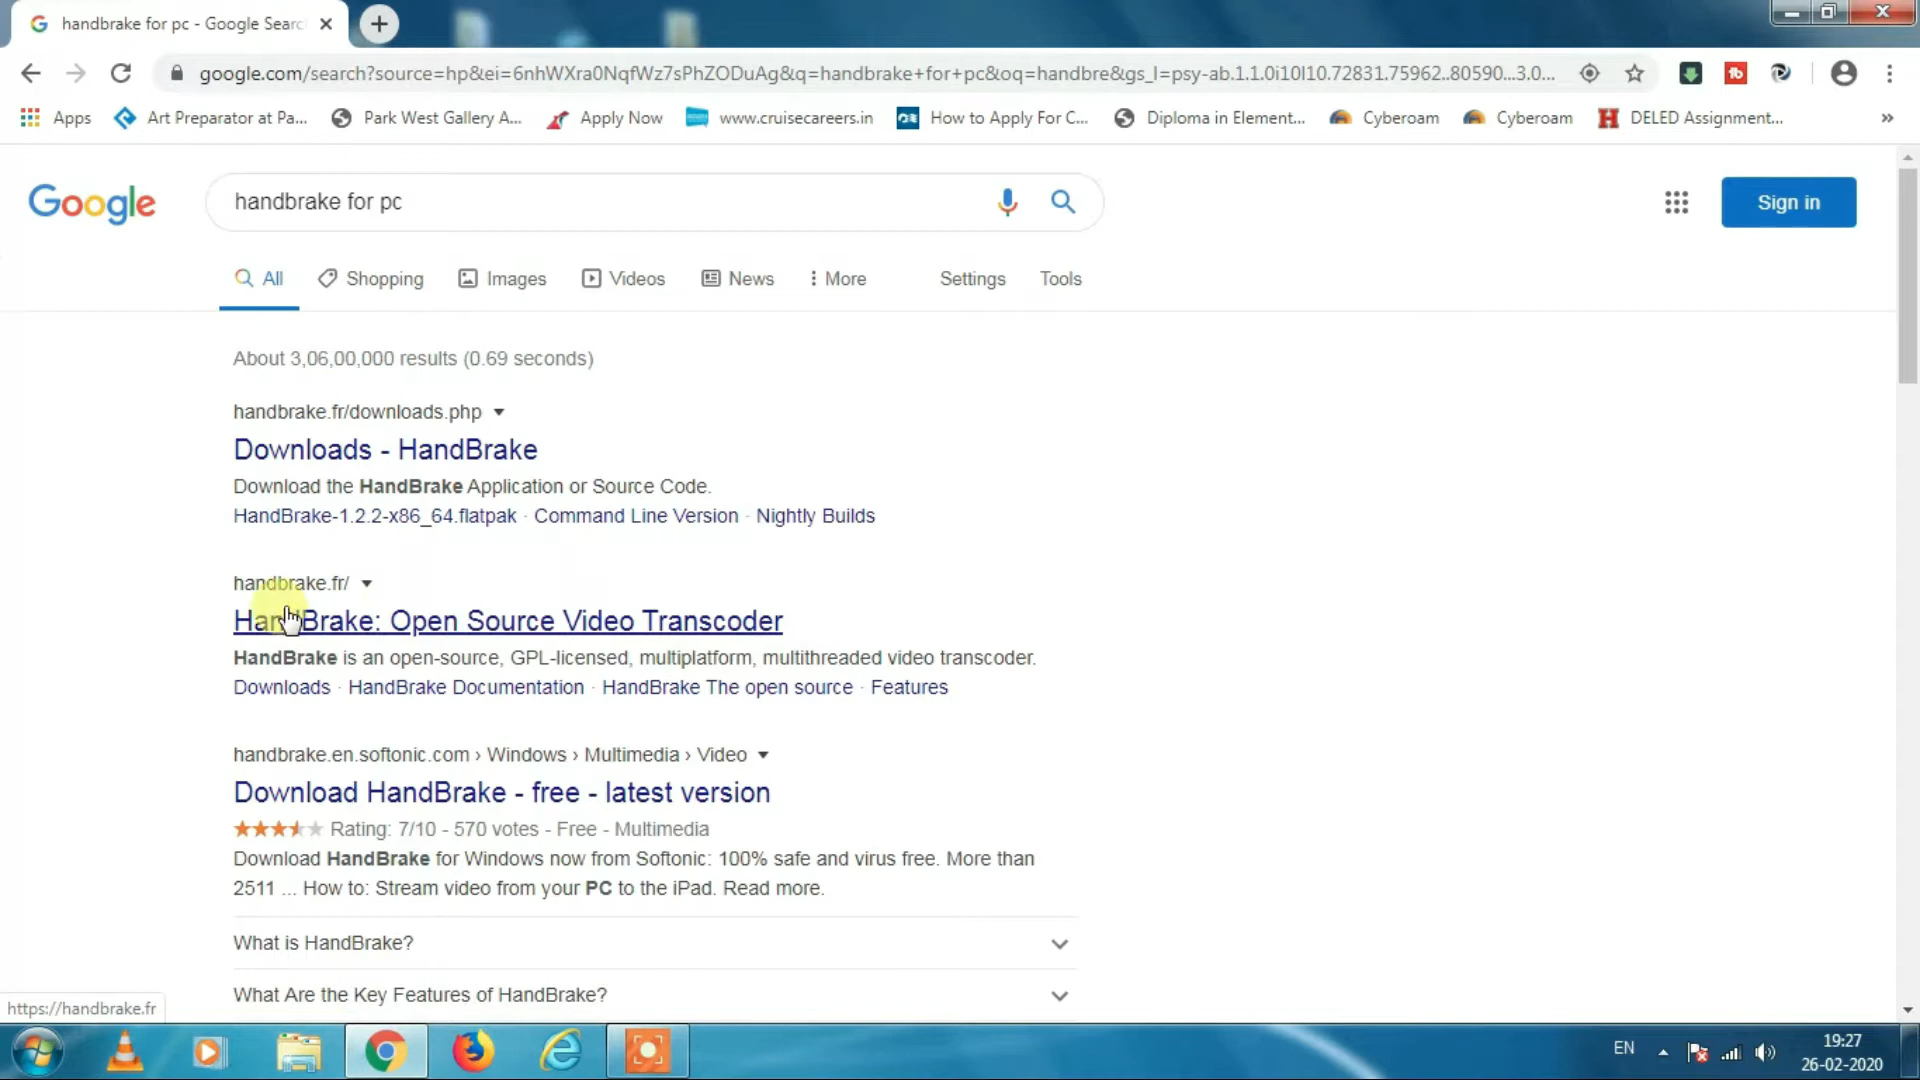 handbrake for pc - Google Searc
google.com/search?source=hp&ei=6nhWXra0NqfWz7sPhZODuAg&q=handbrake+for+pc&oq=handbre&gs_l=psy-ab.1.1.0i10l10.72831.75962..80590...3.0...
Apps
Art Preparator at Pa...
Park West Gallery A...
Apply Now
www.cruisecareers.in
How to Apply For C...
Diploma in Element...
Cyberoam
Cyberoam
DELED Assignment...
»
Google
handbrake for pc
Sign in
All
Shopping
Images
Videos
News
More
Settings
Tools
About 3,06,00,000 results (0.69 seconds)
handbrake.fr/downloads.php
Downloads - HandBrake
Download the HandBrake Application or Source Code.
HandBrake-1.2.2-x86_64.flatpak · Command Line Version · Nightly Builds
handbrake.fr/
HandBrake: Open Source Video Transcoder
HandBrake is an open-source, GPL-licensed, multiplatform, multithreaded video transcoder.
Downloads · HandBrake Documentation · HandBrake The open source · Features
handbrake.en.softonic.com › Windows › Multimedia › Video
Download HandBrake - free - latest version
Rating: 7/10 - 570 votes - Free - Multimedia
Download HandBrake for Windows now from Softonic: 100% safe and virus free. More than
2511 ... How to: Stream video from your PC to the iPad. Read more.
What is HandBrake?
What Are the Key Features of HandBrake?
https://handbrake.fr
EN
19:27
26-02-2020